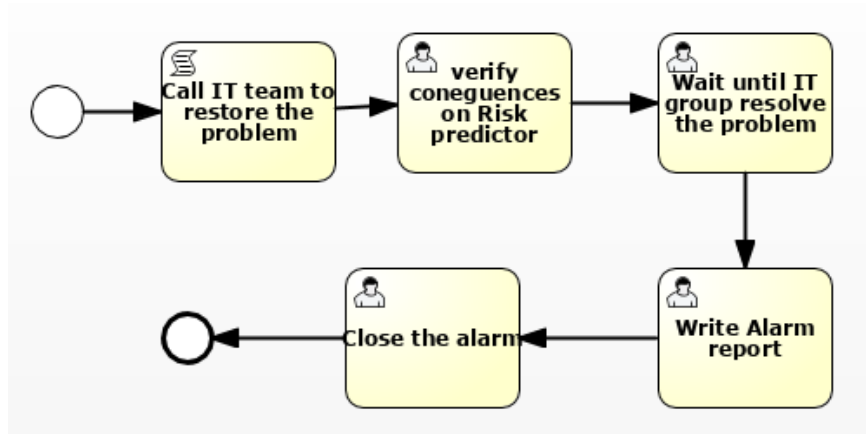 Call IT team to
restore the
problem
verify
coneguences
on Risk
predictor
Wait until IT
group resolve
the problem
Write Alarm
report
Close the alarm